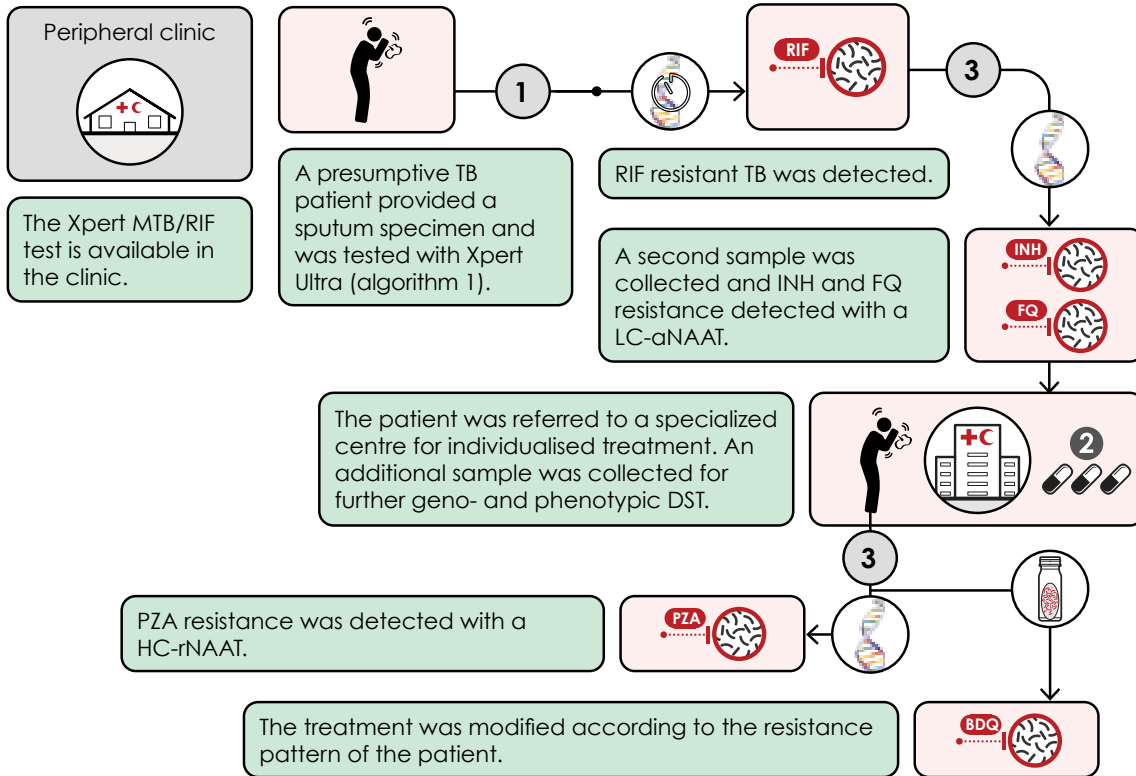 Peripheral clinic
The Xpert MTB/RIF
test is available in
the clinic.
A presumptive TB
patient provided a
sputum specimen and
was tested with Xpert
Ultra (algorithm 1).
1
RIF
RIF resistant TB was detected.
3
A second sample was
collected and INH and FQ
resistance detected with a
LC-aNAAT.
INH
FQ
The patient was referred to a specialized
centre for individualised treatment. An
additional sample was collected for
further geno- and phenotypic DST.
2
3
PZA resistance was detected with a
HC-rNAAT.
PZA
The treatment was modified according to the resistance
pattern of the patient.
BDQ